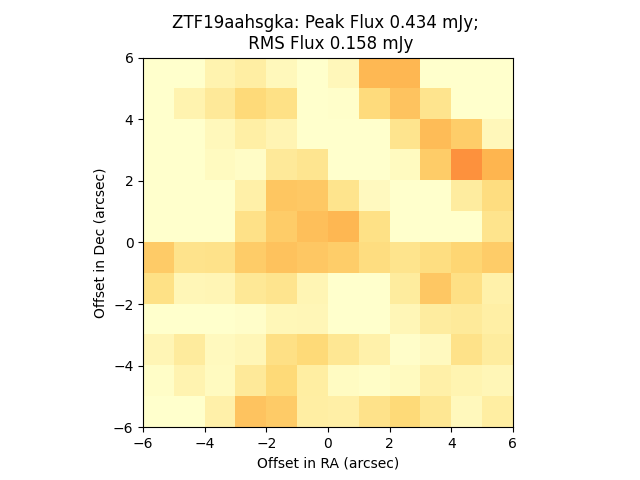 ZTF19aahsgka: Peak Flux 0.434 mJy;
RMS Flux 0.158 mJy
6
4
2
0
−2
−4
−6
Offset in Dec (arcsec)
−6 −4 −2 0 2 4 6
Offset in RA (arcsec)